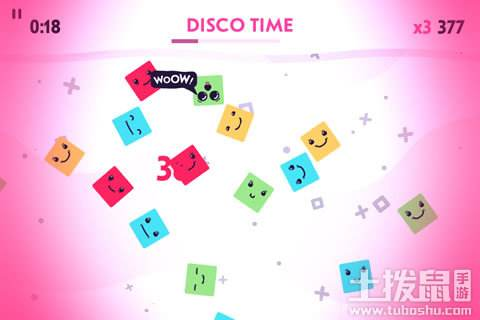 0:18
DISCO TIME
x3 377
WoOW!
3
土拨鼠手游
www.tuboshu.com